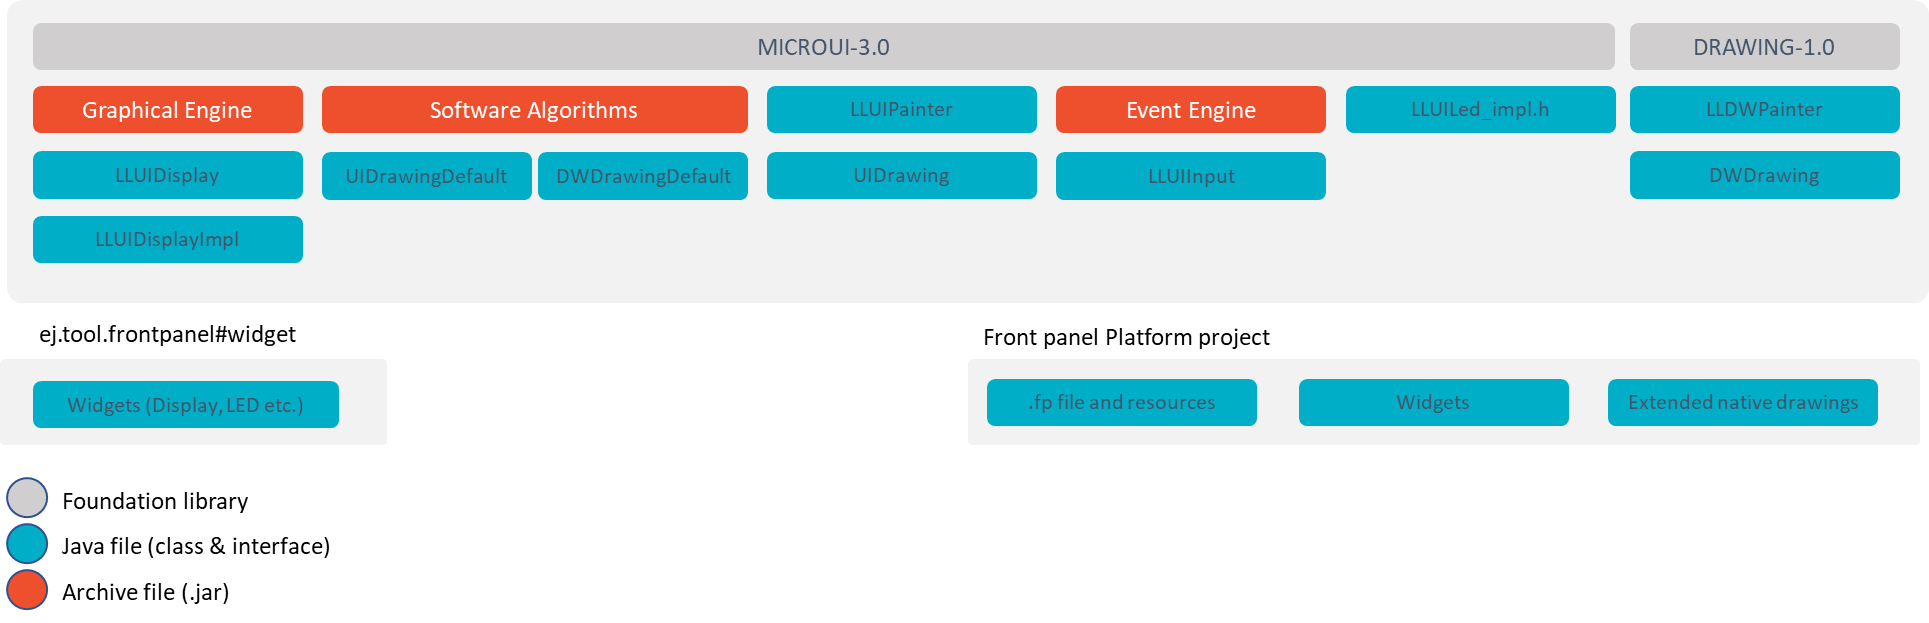 MICROUI-3.0
DRAWING-1.0
Graphical Engine
Software Algorithms
LLUIPainter
Event Engine
LLUILed_impl.h
LLDWPainter
LLUIDisplay
UIDrawingDefault
DWDrawingDefault
UIDrawing
LLUIInput
DWDrawing
LLUIDisplayImpl
ej.tool.frontpanel#widget
Front panel Platform project
Widgets (Display, LED etc.)
.fp file and resources
Widgets
Extended native drawings
Foundation library
Java file (class & interface)
Archive file (.jar)